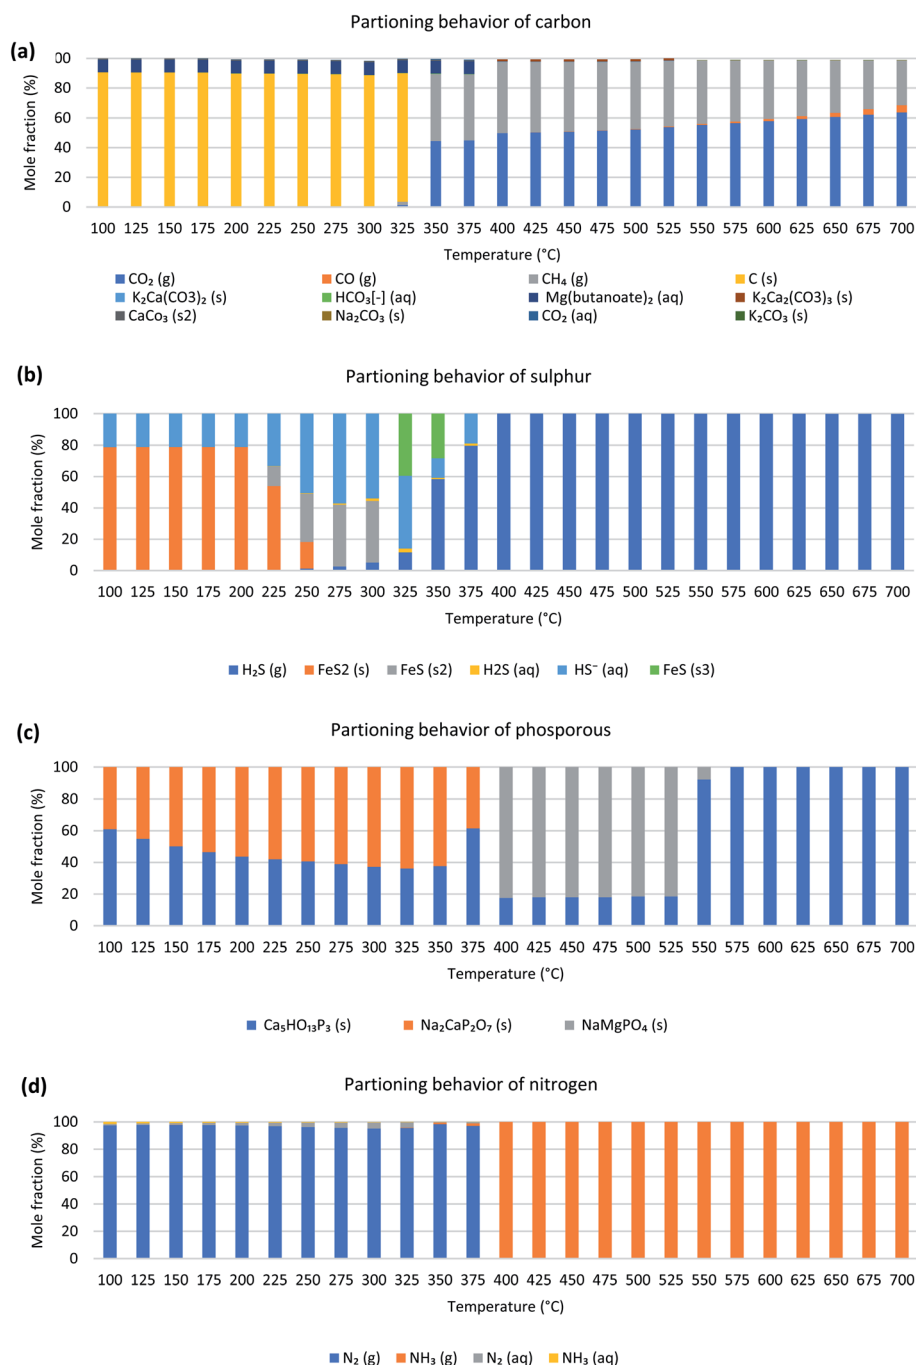 Partioning behavior of carbon
(a)
00
80
60
40
20
0
Mole fraction (%)
100 125 150 175 200 225 250 275 300 325 350 375 400 425 450 475 500 525 550 575 600 625 650 675 700
Temperature (°C)
CO₂ (g) CO (g) CH₄ (g) C (s)
K₂Ca(CO3)₂ (s) HCO₃[-] (aq) Mg(butanoate)₂ (aq) K₂Ca₂(CO3)₃ (s)
CaCo₃ (s2) Na₂CO₃ (s) CO₂ (aq) K₂CO₃ (s)
(b)
Partioning behavior of sulphur
100
80
60
40
20
0
Mole fraction (%)
100 125 150 175 200 225 250 275 300 325 350 375 400 425 450 475 500 525 550 575 600 625 650 675 700
Temperature (°C)
H₂S (g) FeS2 (s) FeS (s2) H2S (aq) HS⁻ (aq) FeS (s3)
(c)
Partioning behavior of phosporous
100
80
60
40
20
0
Mole fraction (%)
100 125 150 175 200 225 250 275 300 325 350 375 400 425 450 475 500 525 550 575 600 625 650 675 700
Temperature (°C)
Ca₅HO₁₃P₃ (s) Na₂CaP₂O₇ (s) NaMgPO₄ (s)
(d)
Partioning behavior of nitrogen
100
80
60
40
20
0
Mole fraction (%)
100 125 150 175 200 225 250 275 300 325 350 375 400 425 450 475 500 525 550 575 600 625 650 675 700
Temperature (°C)
N₂ (g) NH₃ (g) N₂ (aq) NH₃ (aq)